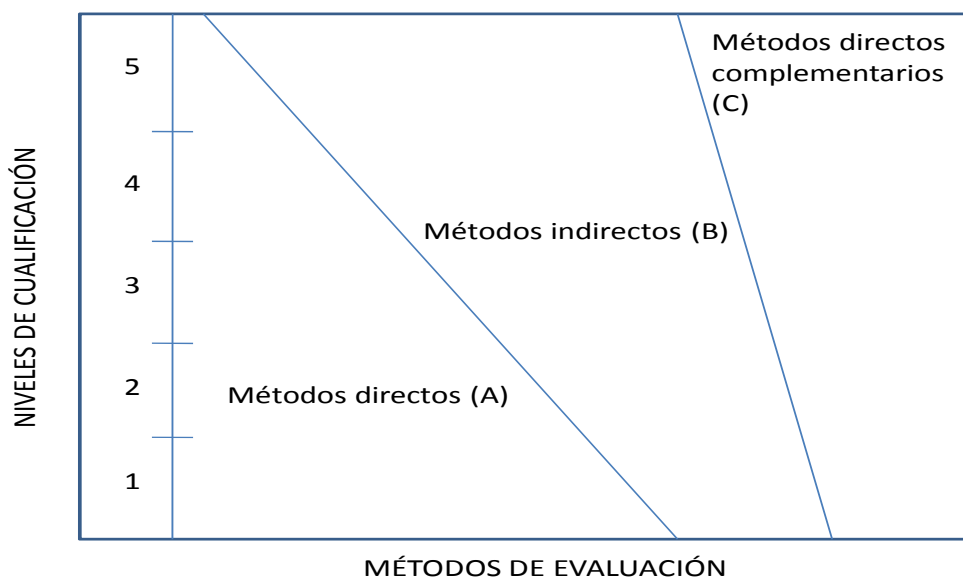 NIVELES DE CUALIFICACIÓN
5
4
3
2
1
Métodos directos
complementarios
(C)
Métodos indirectos (B)
Métodos directos (A)
MÉTODOS DE EVALUACIÓN